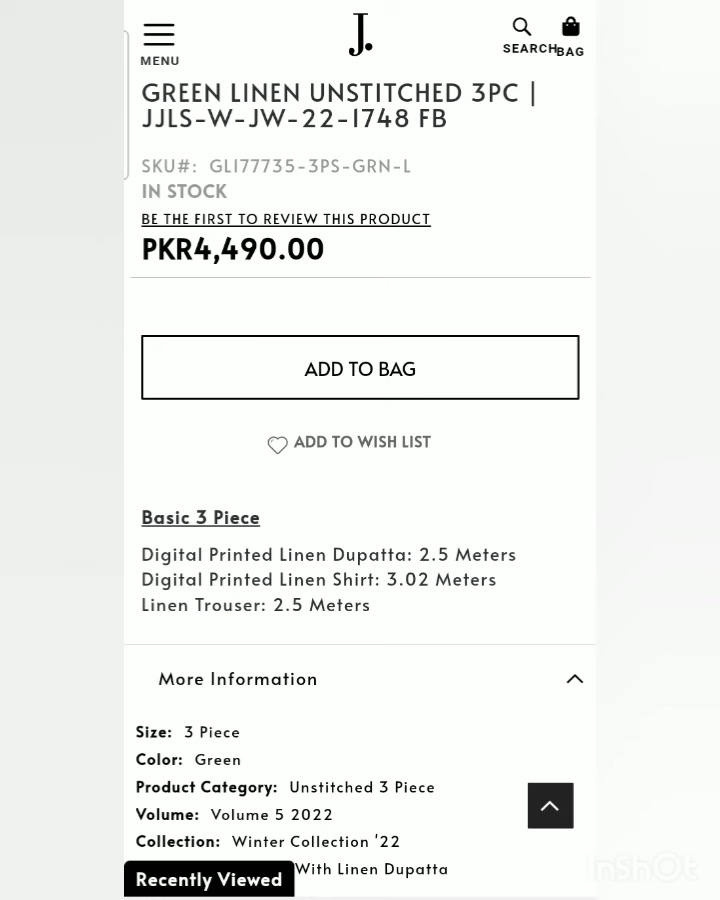 J.
MENU
SEARCH
BAG
GREEN LINEN UNSTITCHED 3PC |
JJLS-W-JW-22-1748 FB
SKU#: GL177735-3PS-GRN-L
IN STOCK
BE THE FIRST TO REVIEW THIS PRODUCT
PKR4,490.00
ADD TO BAG
ADD TO WISH LIST
Basic 3 Piece
Digital Printed Linen Dupatta: 2.5 Meters
Digital Printed Linen Shirt: 3.02 Meters
Linen Trouser: 2.5 Meters
More Information
Size: 3 Piece
Color: Green
Product Category: Unstitched 3 Piece
Volume: Volume 5 2022
Collection: Winter Collection '22
With Linen Dupatta
Recently Viewed
InShOt